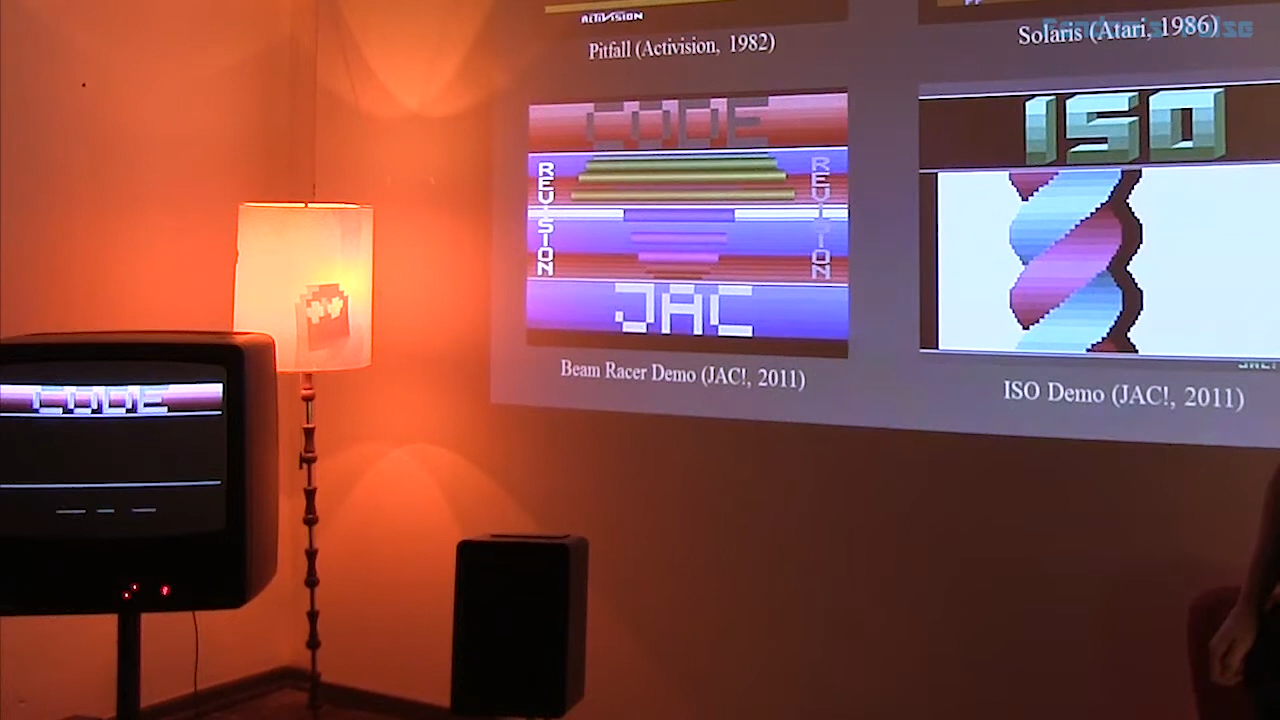 ACTIVISION
Pitfall (Activision, 1982)
Solaris (Atari, 1986)
CODE
REVISION
REVISION
JAC
Beam Racer Demo (JAC!, 2011)
ISO
JAC!
ISO Demo (JAC!, 2011)
CODE